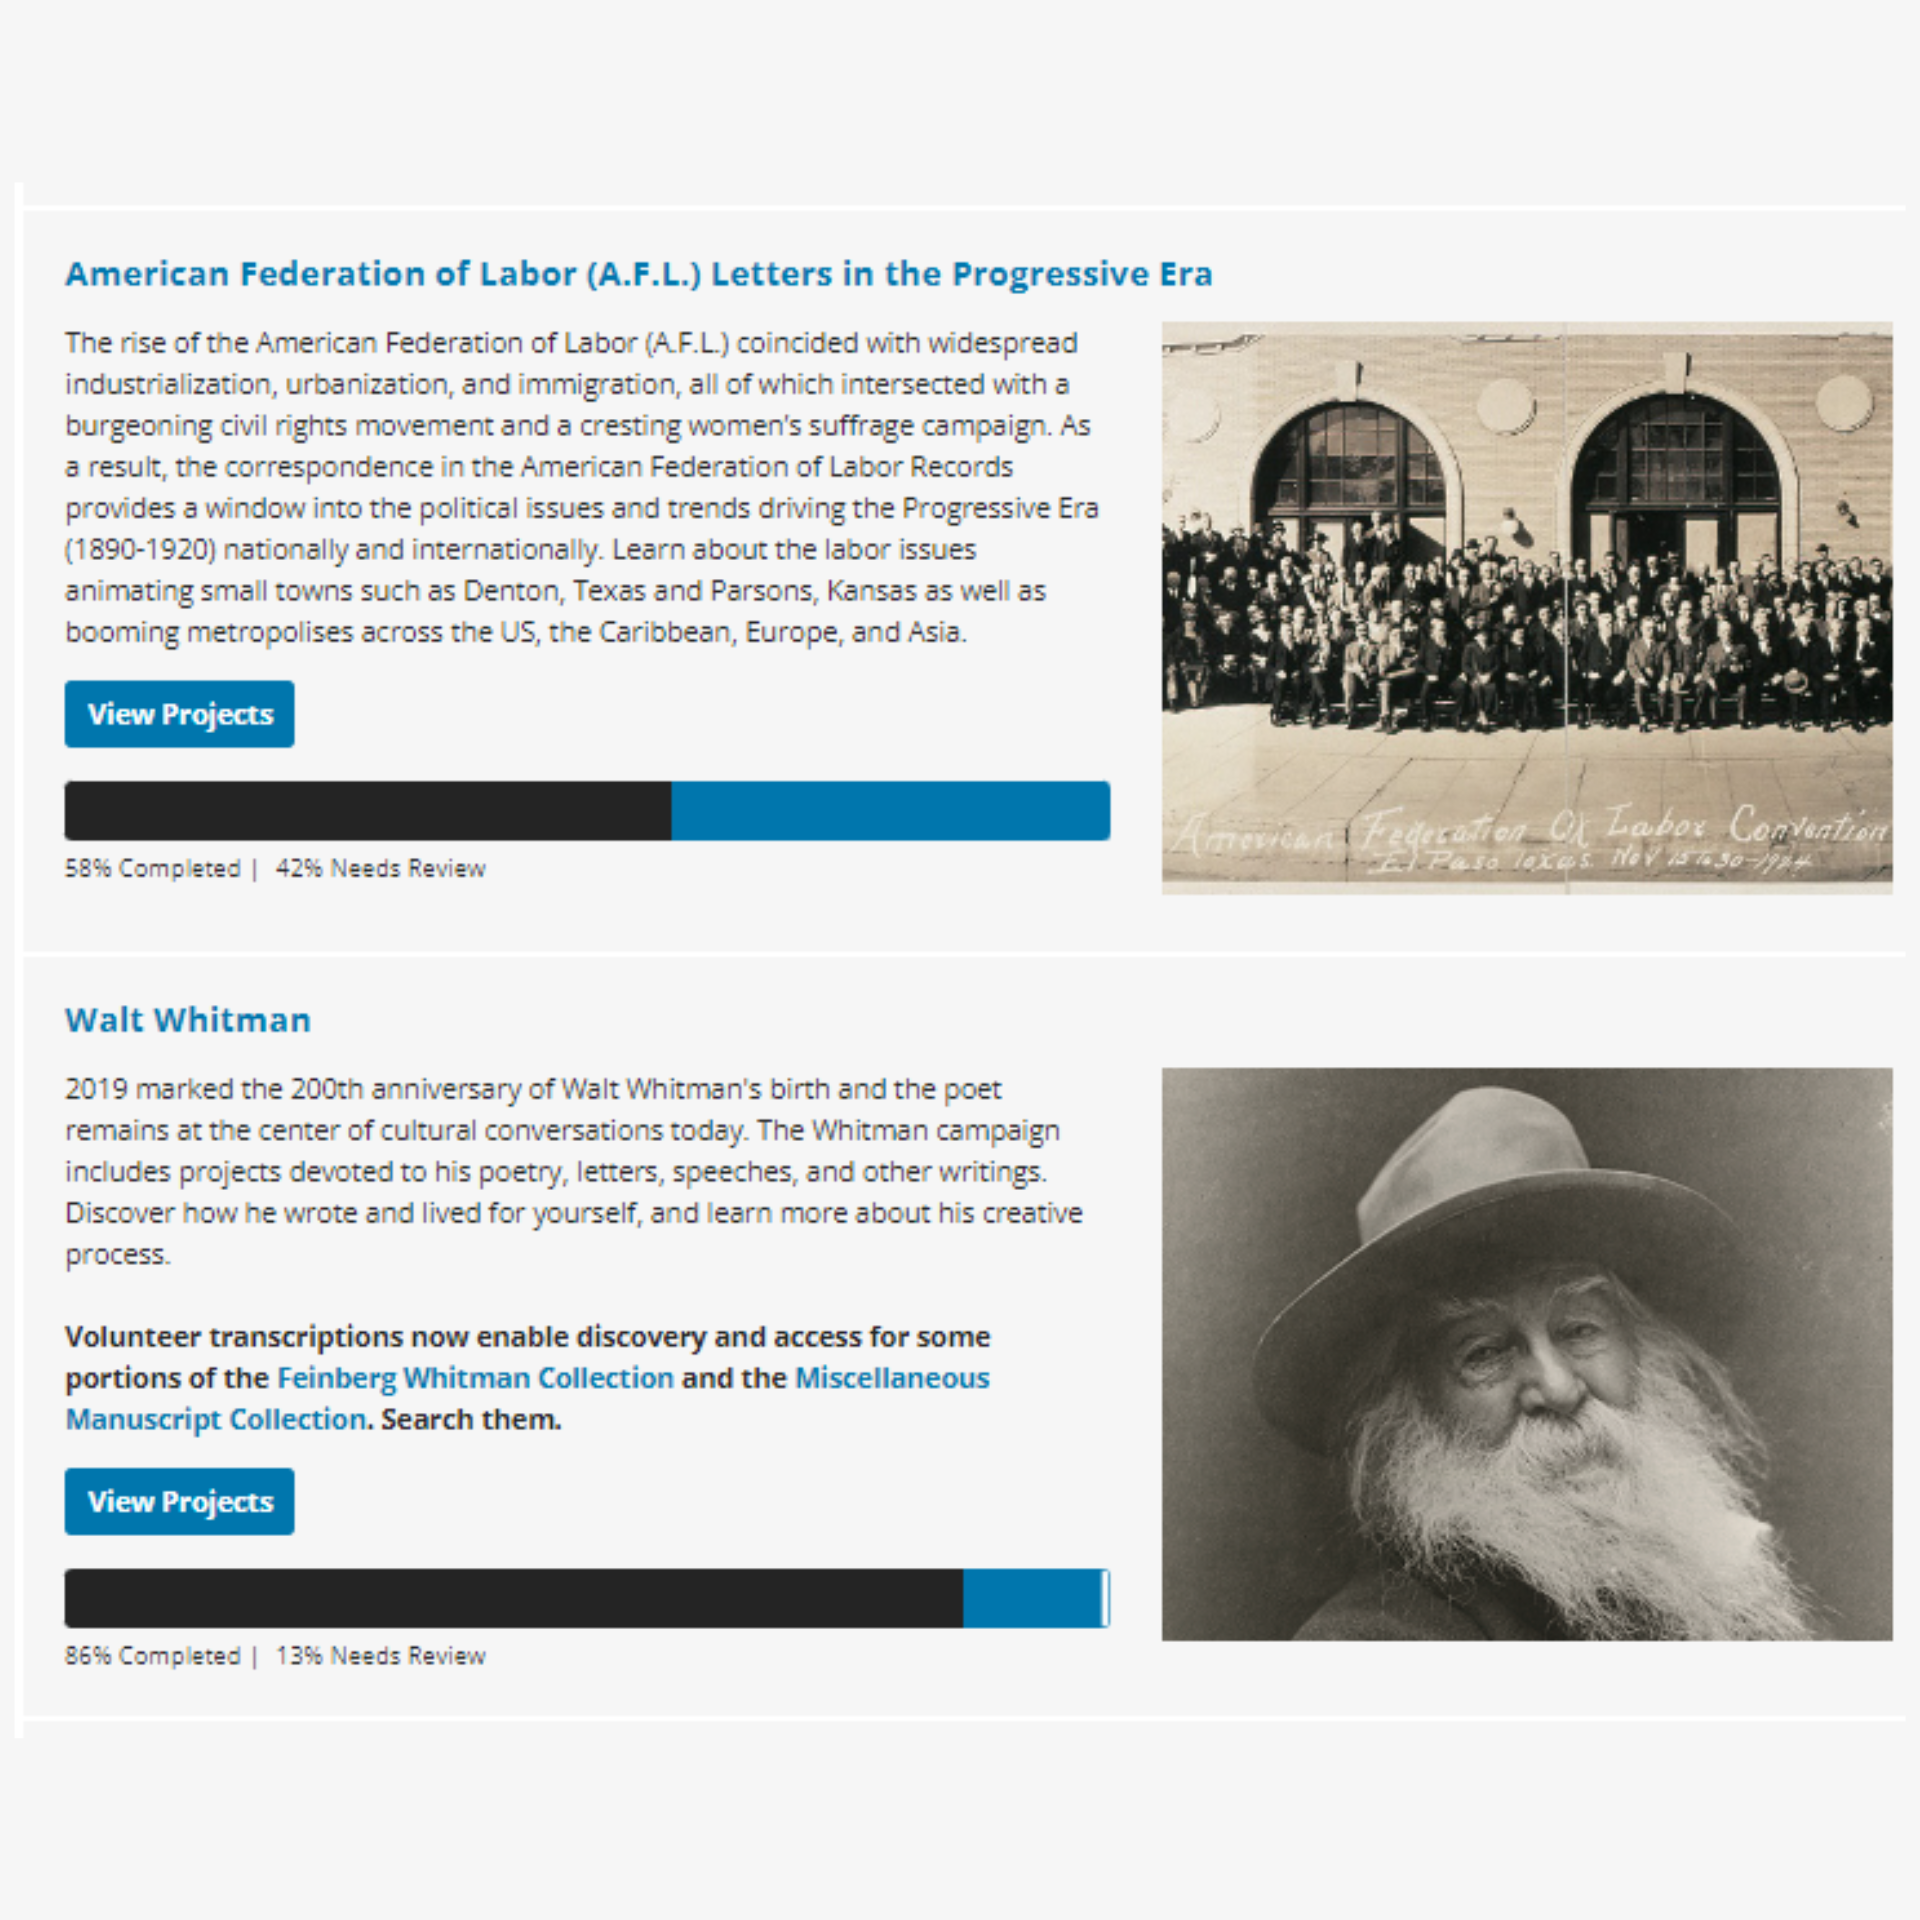 American Federation of Labor (A.F.L.) Letters in the Progressive Era
The rise of the American Federation of Labor (A.F.L.) coincided with widespread
industrialization, urbanization, and immigration, all of which intersected with a
burgeoning civil rights movement and a cresting women's suffrage campaign. As
a result, the correspondence in the American Federation of Labor Records
provides a window into the political issues and trends driving the Progressive Era
(1890-1920) nationally and internationally. Learn about the labor issues
animating small towns such as Denton, Texas and Parsons, Kansas as well as
booming metropolises across the US, the Caribbean, Europe, and Asia.
View Projects
58% Completed | 42% Needs Review
American Federation Of Labor Convention
El Paso Texas. Nov 15 to 30-1924
Walt Whitman
2019 marked the 200th anniversary of Walt Whitman's birth and the poet
remains at the center of cultural conversations today. The Whitman campaign
includes projects devoted to his poetry, letters, speeches, and other writings.
Discover how he wrote and lived for yourself, and learn more about his creative
process.
Volunteer transcriptions now enable discovery and access for some
portions of the Feinberg Whitman Collection and the Miscellaneous
Manuscript Collection. Search them.
View Projects
86% Completed | 13% Needs Review